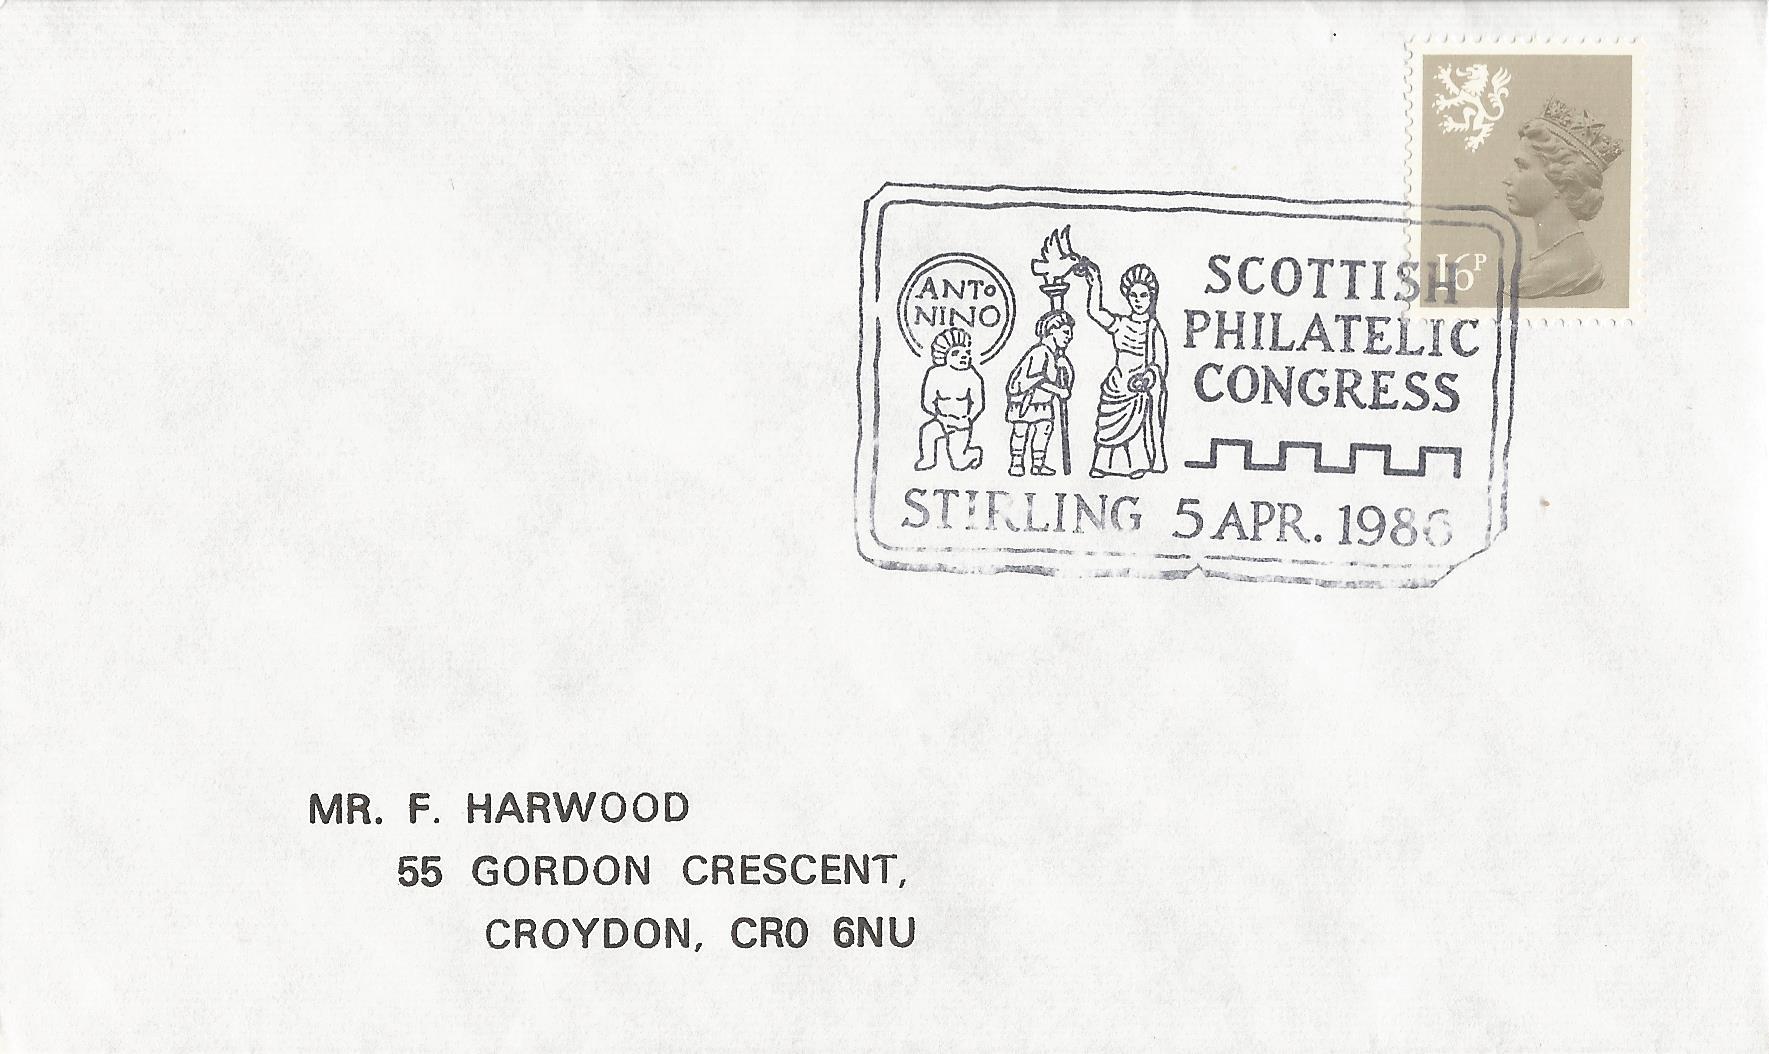 16P
ANTO
NINO
SCOTTISH
PHILATELIC
CONGRESS
STIRLING 5 APR. 1986
MR. F. HARWOOD
55 GORDON CRESCENT,
CROYDON, CR0 6NU